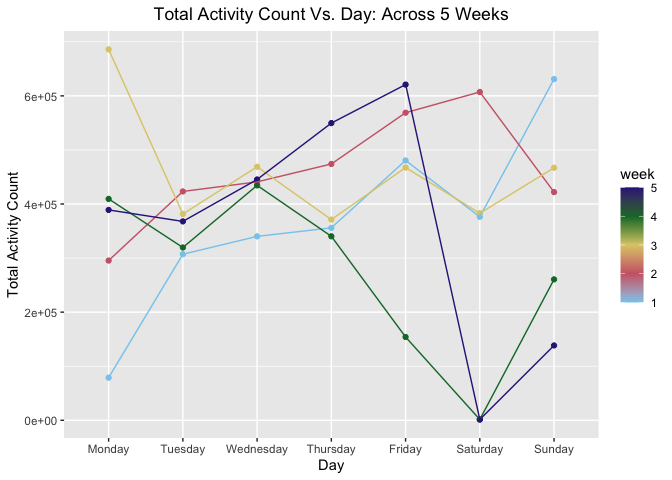 Total Activity Count Vs. Day: Across 5 Weeks
Total Activity Count
6e+05
4e+05
2e+05
0e+00
Monday Tuesday Wednesday Thursday Friday Saturday Sunday
Day
week
5
4
3
2
1